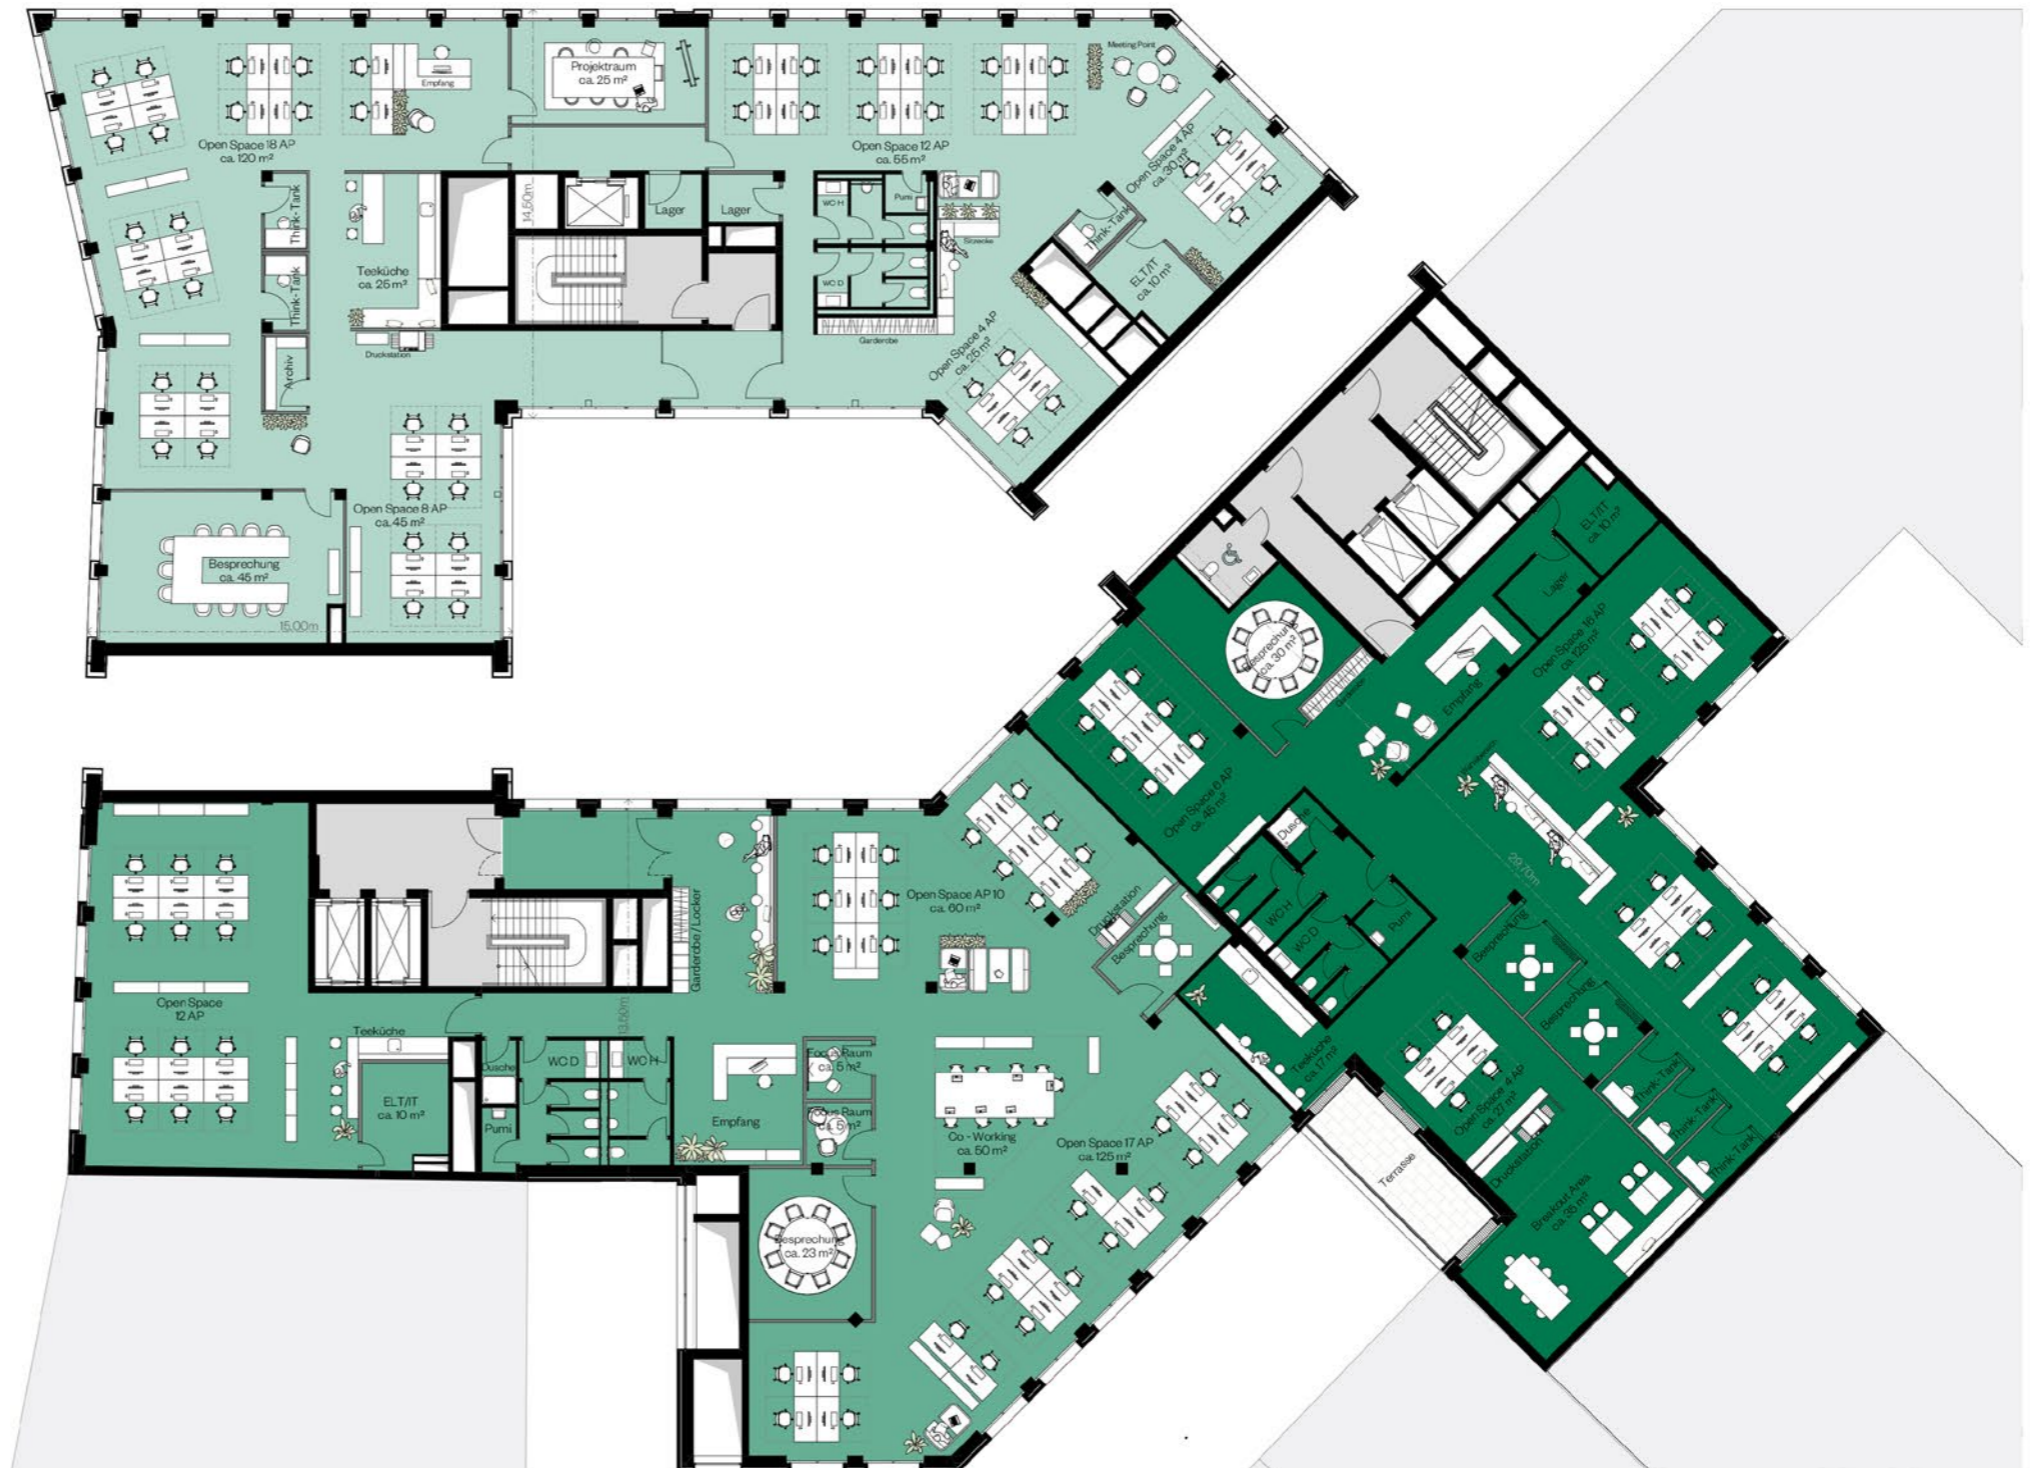 Meeting Point
Projektraum
ca. 25 m²
Empfang
Open Space 18 AP
ca. 120 m²
Open Space 12 AP
ca. 55 m²
Open Space 4 AP
ca. 30 m²
Think-Tank
Think-Tank
Archiv
Teeküche
ca. 25 m²
Druckstation
14,50m
Lager
Lager
WC H
Pumi
WC D
Sitzecke
Garderobe
Think-Tank
ELT/IT
ca. 10 m²
Open Space 4 AP
ca. 25 m²
Open Space 8 AP
ca. 45 m²
Besprechung
ca. 45 m²
15,00m
ELT/IT
ca. 10 m²
Lager
Besprechung
ca. 30 m²
Garderobe
Empfang
Open Space 16 AP
ca. 125 m²
Open Space 6 AP
ca. 45 m²
Dusche
WC H
WC D
Pumi
29,70m
Besprechung
Besprechung
Think-Tank
Think-Tank
Think-Tank
Teeküche
ca. 17 m²
Open Space 4 AP
ca. 27 m²
Druckstation
Terrasse
Breakout Area
ca. 35 m²
Open Space
12 AP
Teeküche
ELT/IT
ca. 10 m²
Dusche
Pumi
WC D
WC H
13,50m
Garderobe / Locker
Open Space AP 10
ca. 60 m²
Druckstation
Besprechung
Empfang
Focus Raum
ca. 5 m²
Focus Raum
ca. 5 m²
Co - Working
ca. 50 m²
Open Space 17 AP
ca. 125 m²
Besprechung
ca. 23 m²